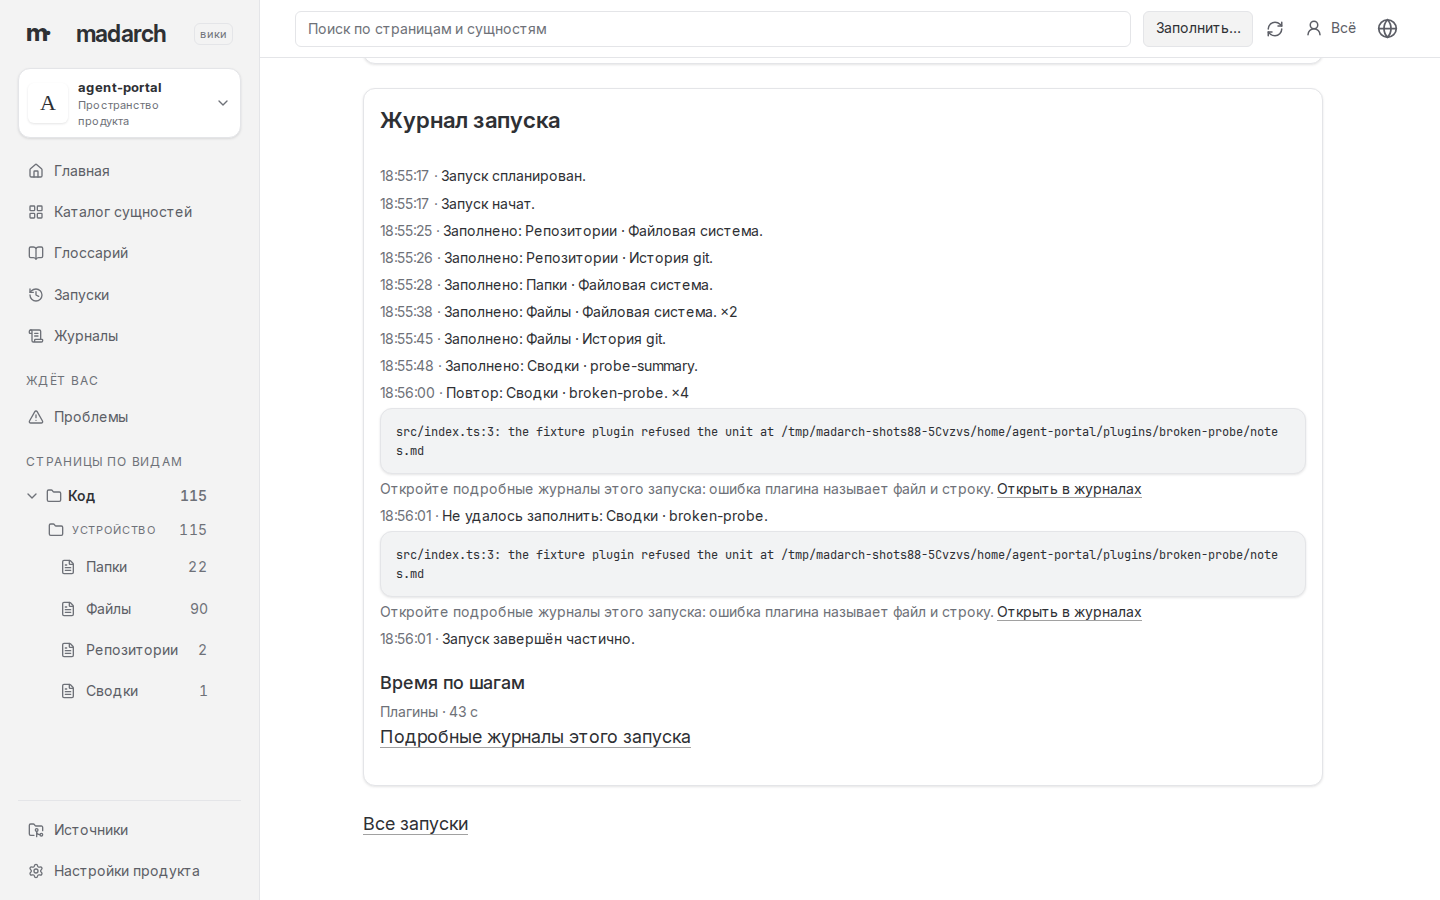 m· madarch вики
Поиск по страницам и сущностям
Заполнить...
Всё
A
agent-portal
Пространство
продукта
Главная
Каталог сущностей
Глоссарий
Запуски
Журналы
ЖДЁТ ВАС
Проблемы
СТРАНИЦЫ ПО ВИДАМ
Код 115
УСТРОЙСТВО 115
Папки 22
Файлы 90
Репозитории 2
Сводки 1
Источники
Настройки продукта
Журнал запуска
18:55:17 · Запуск спланирован.
18:55:17 · Запуск начат.
18:55:25 · Заполнено: Репозитории · Файловая система.
18:55:26 · Заполнено: Репозитории · История git.
18:55:28 · Заполнено: Папки · Файловая система.
18:55:38 · Заполнено: Файлы · Файловая система. ×2
18:55:45 · Заполнено: Файлы · История git.
18:55:48 · Заполнено: Сводки · probe-summary.
18:56:00 · Повтор: Сводки · broken-probe. ×4
src/index.ts:3: the fixture plugin refused the unit at /tmp/madarch-shots88-5Cvzvs/home/agent-portal/plugins/broken-probe/note
s.md
Откройте подробные журналы этого запуска: ошибка плагина называет файл и строку. Открыть в журналах
18:56:01 · Не удалось заполнить: Сводки · broken-probe.
src/index.ts:3: the fixture plugin refused the unit at /tmp/madarch-shots88-5Cvzvs/home/agent-portal/plugins/broken-probe/note
s.md
Откройте подробные журналы этого запуска: ошибка плагина называет файл и строку. Открыть в журналах
18:56:01 · Запуск завершён частично.
Время по шагам
Плагины · 43 с
Подробные журналы этого запуска
Все запуски